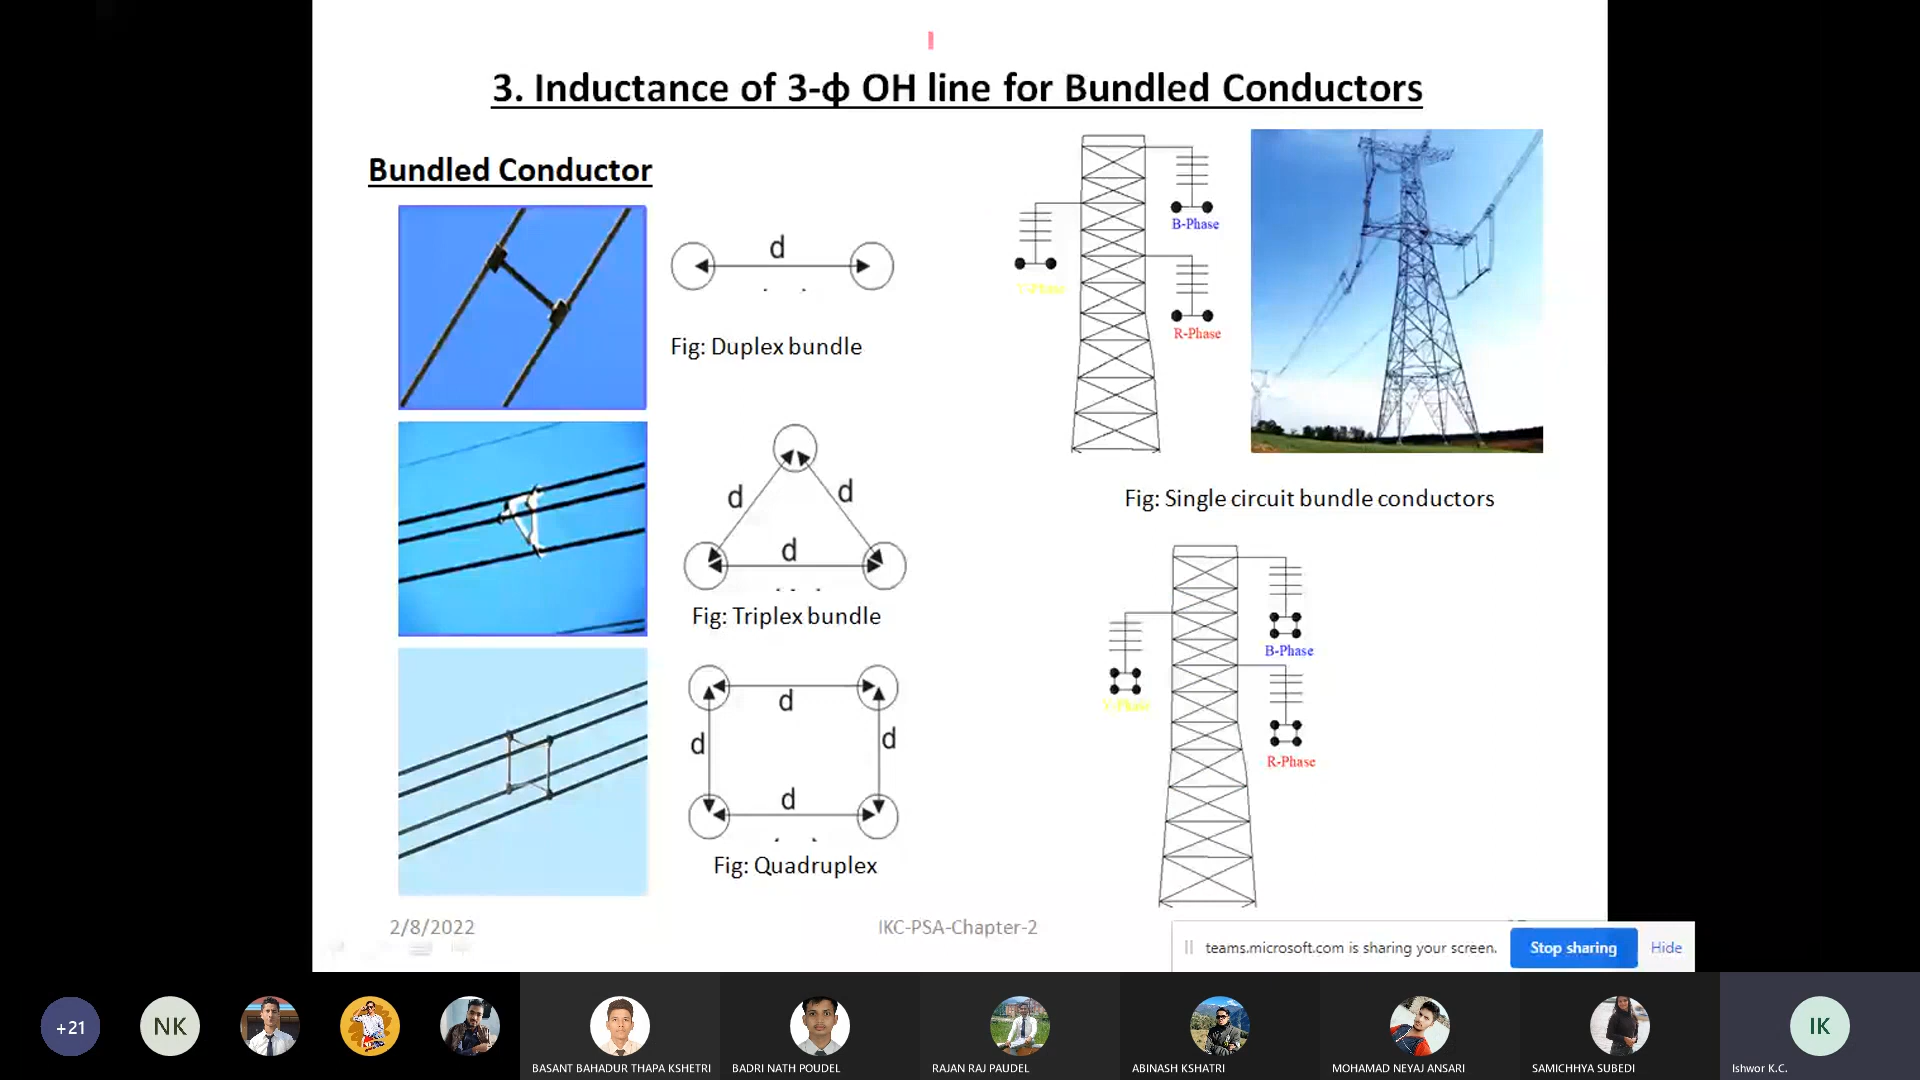 3. Inductance of 3-ф OH line for Bundled Conductors
Bundled Conductor
d
Fig: Duplex bundle
d
d
d
Fig: Triplex bundle
d
d
d
d
Fig: Quadruplex
B-Phase
Y-Phase
R-Phase
Fig: Single circuit bundle conductors
B-Phase
Y-Phase
R-Phase
2/8/2022
IKC-PSA-Chapter-2
teams.microsoft.com is sharing your screen.
Stop sharing
Hide
+21
NK
BASANT BAHADUR THAPA KSHETRI
BADRI NATH POUDEL
RAJAN RAJ PAUDEL
ABINASH KSHATRI
MOHAMAD NEYAJ ANSARI
SAMICHHYA SUBEDI
IK
Ishwor K.C.